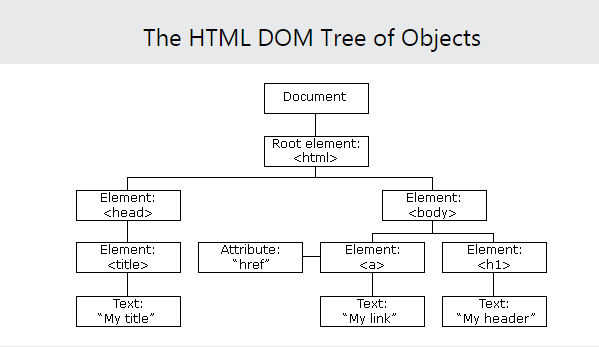 The HTML DOM Tree of Objects
Document
Root element:
<html>
Element:
<head>
Element:
<body>
Element:
<title>
Attribute:
“href”
Element:
<a>
Element:
<h1>
Text:
“My title”
Text:
“My link”
Text:
“My header”